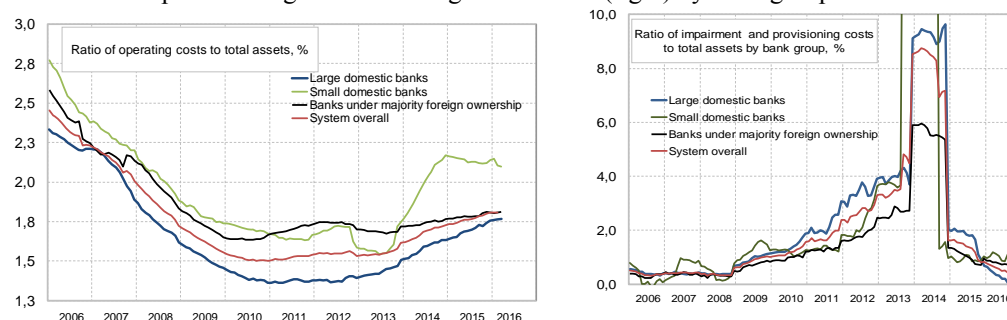 Ratio of operating costs to total assets, %
3,0
2,8
2,5
2,3
2,0
1,8
1,5
1,3
Large domestic banks
Small domestic banks
Banks under majority foreign ownership
System overall
2006 2007 2008 2009 2010 2011 2012 2013 2014 2015 2016
Ratio of impairment and provisioning costs
to total assets by bank group, %
10,0
8,0
6,0
4,0
2,0
0,0
Large domestic banks
Small domestic banks
Banks under majority foreign ownership
System overall
2006 2007 2008 2009 2010 2011 2012 2013 2014 2015